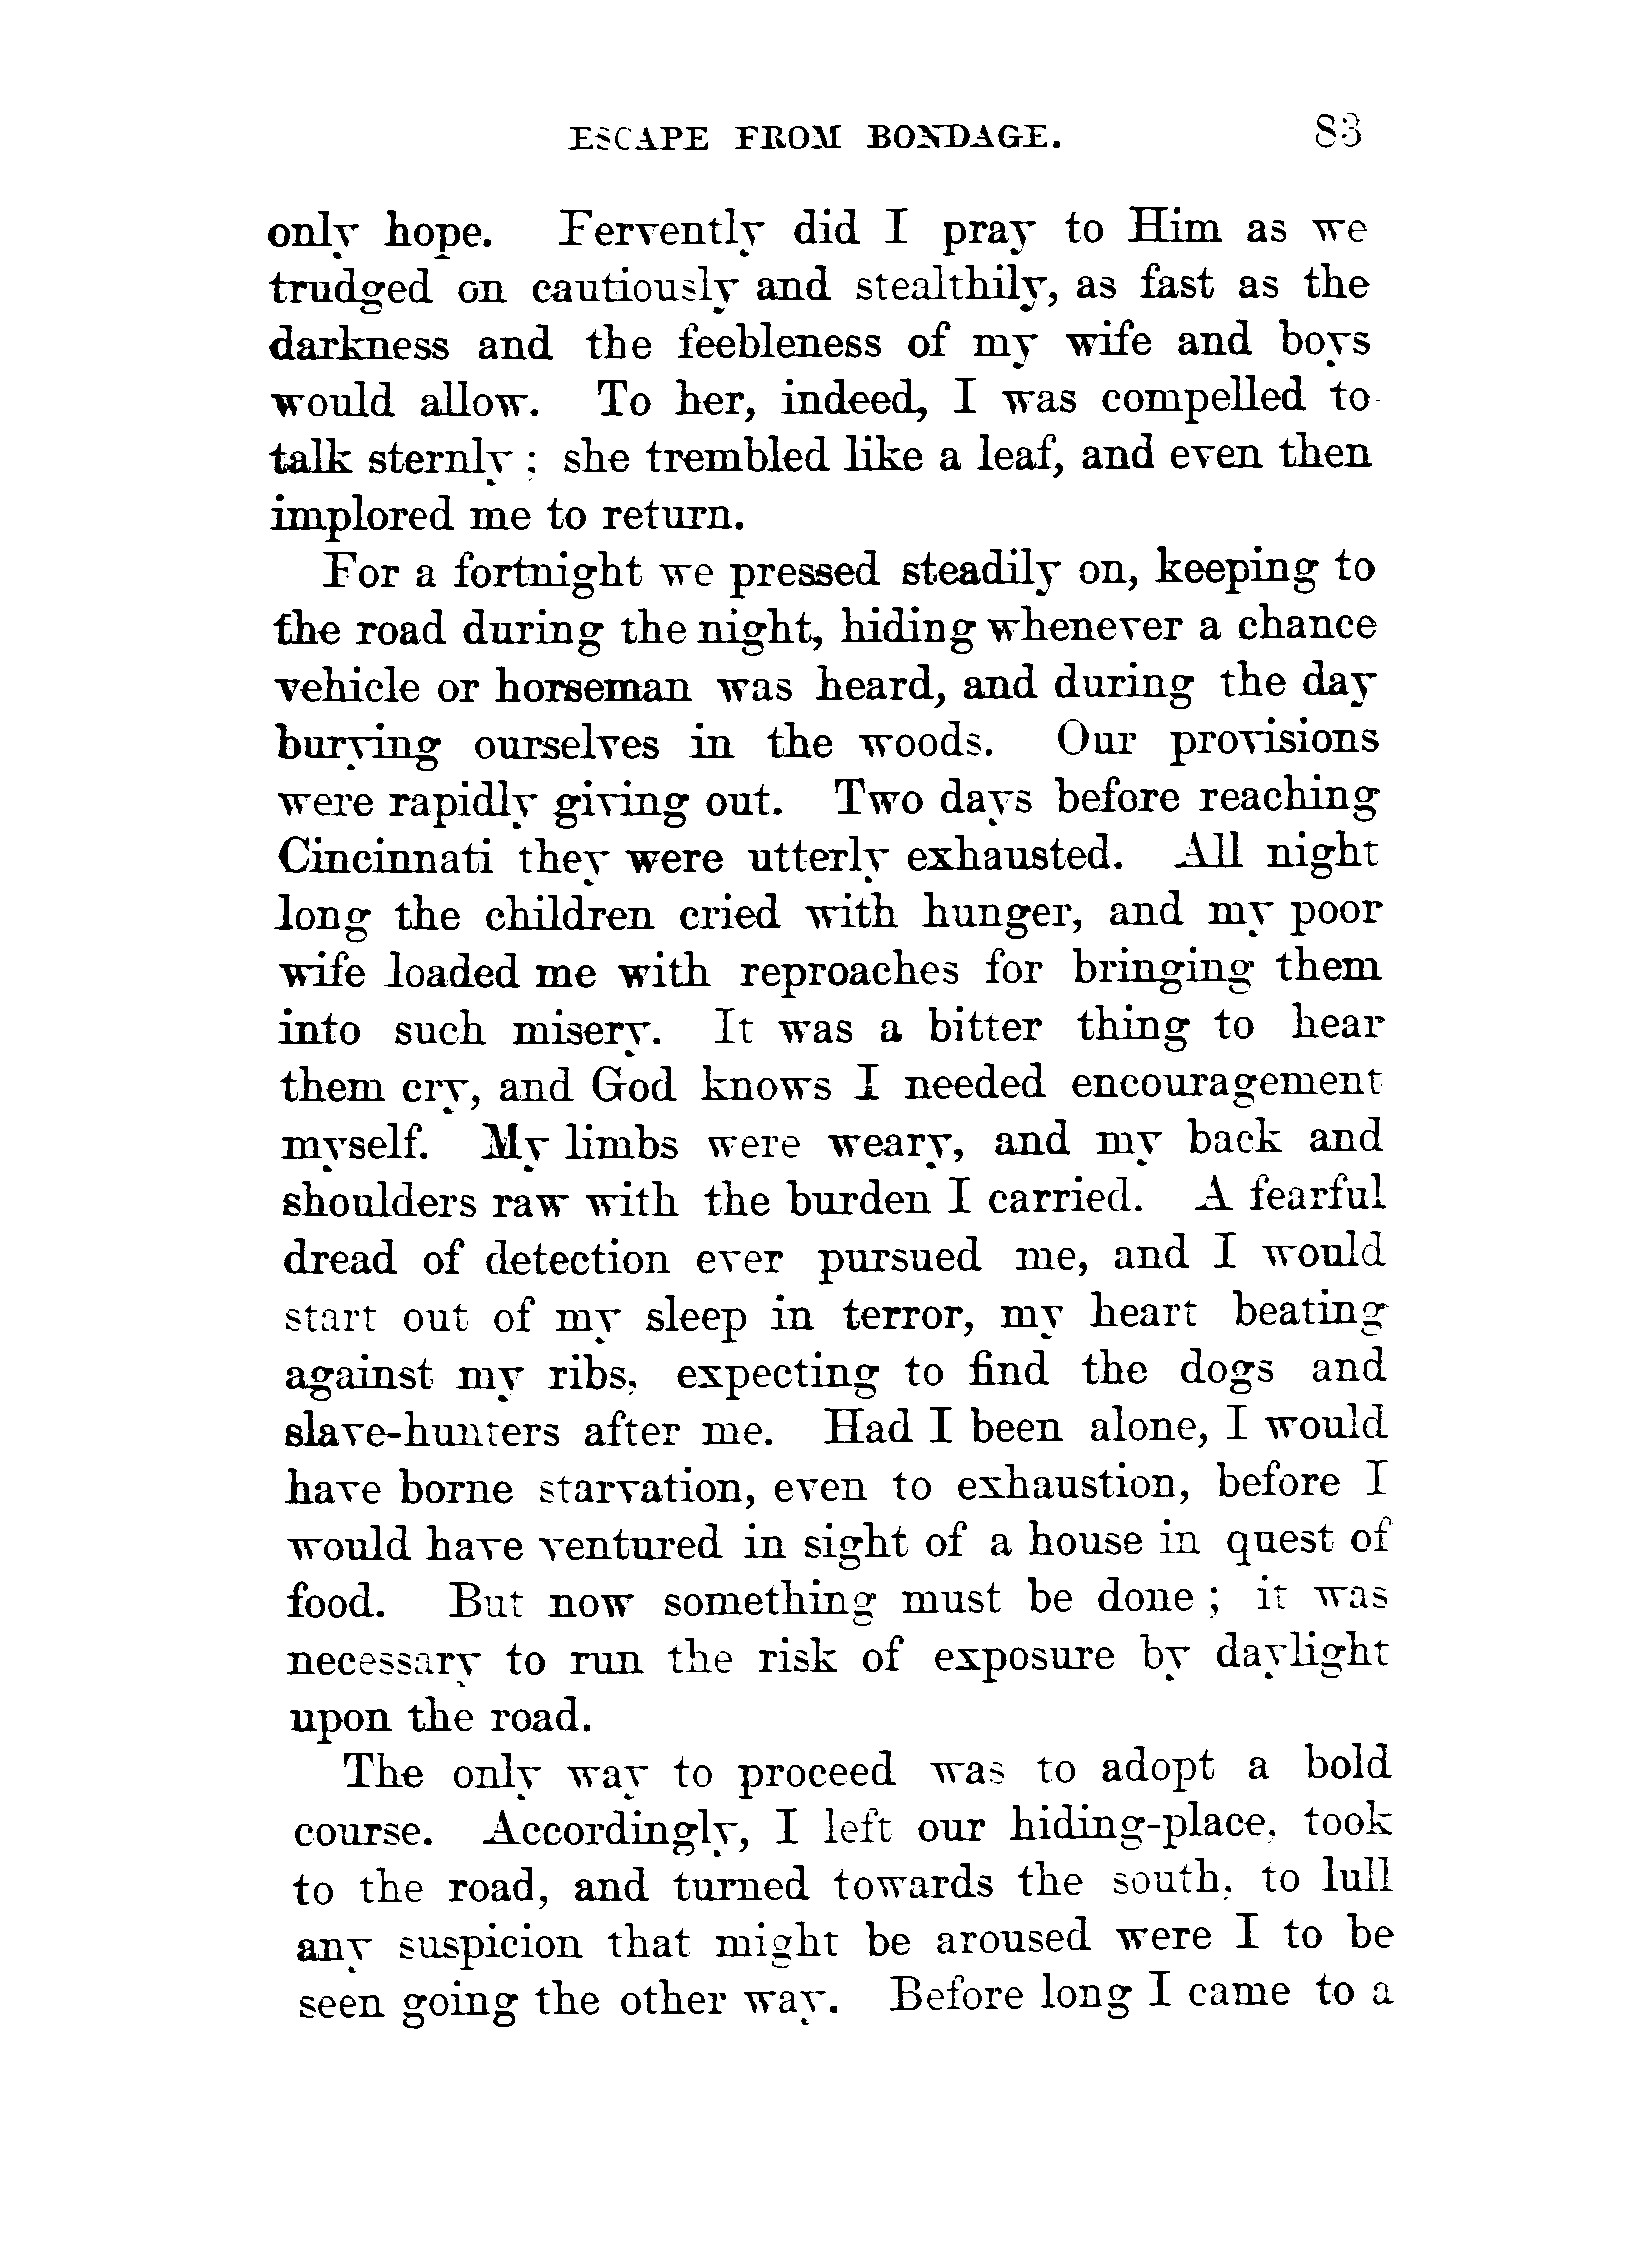 ESCAPE FROM BONDAGE. 83
only hope. Fervently did I pray to Him as we
trudged on cautiously and stealthily, as fast as the
darkness and the feebleness of my wife and boys
would allow. To her, indeed, I was compelled to
talk sternly; she trembled like a leaf, and even then
implored me to return.
For a fortnight we pressed steadily on, keeping to
the road during the night, hiding whenever a chance
vehicle or horseman was heard, and during the day
burying ourselves in the woods. Our provisions
were rapidly giving out. Two days before reaching
Cincinnati they were utterly exhausted. All night
long the children cried with hunger, and my poor
wife loaded me with reproaches for bringing them
into such misery. It was a bitter thing to hear
them cry, and God knows I needed encouragement
myself. My limbs were weary, and my back and
shoulders raw with the burden I carried. A fearful
dread of detection ever pursued me, and I would
start out of my sleep in terror, my heart beating
against my ribs, expecting to find the dogs and
slave-hunters after me. Had I been alone, I would
have borne starvation, even to exhaustion, before I
would have ventured in sight of a house in quest of
food. But now something must be done; it was
necessary to run the risk of exposure by daylight
upon the road.
The only way to proceed was to adopt a bold
course. Accordingly, I left our hiding-place, took
to the road, and turned towards the south, to lull
any suspicion that might be aroused were I to be
seen going the other way. Before long I came to a